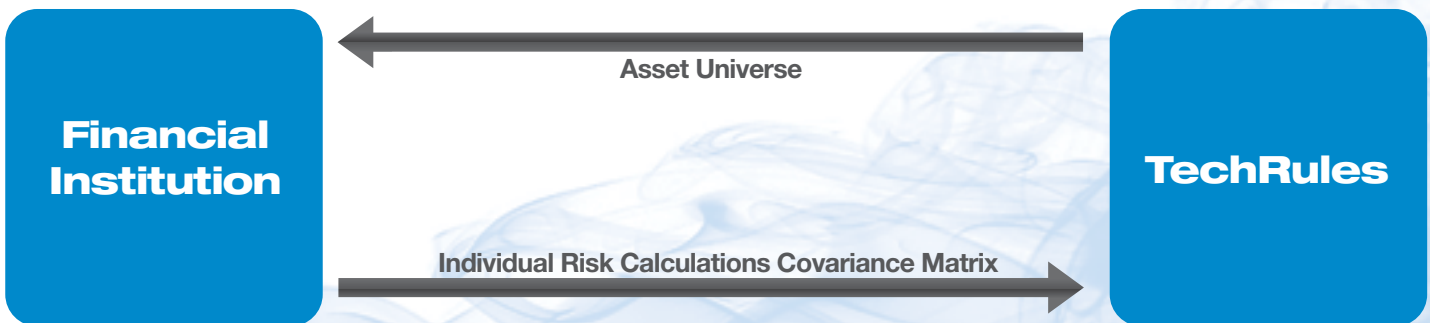 Asset Universe
Financial
Institution
TechRules
Individual Risk Calculations Covariance Matrix